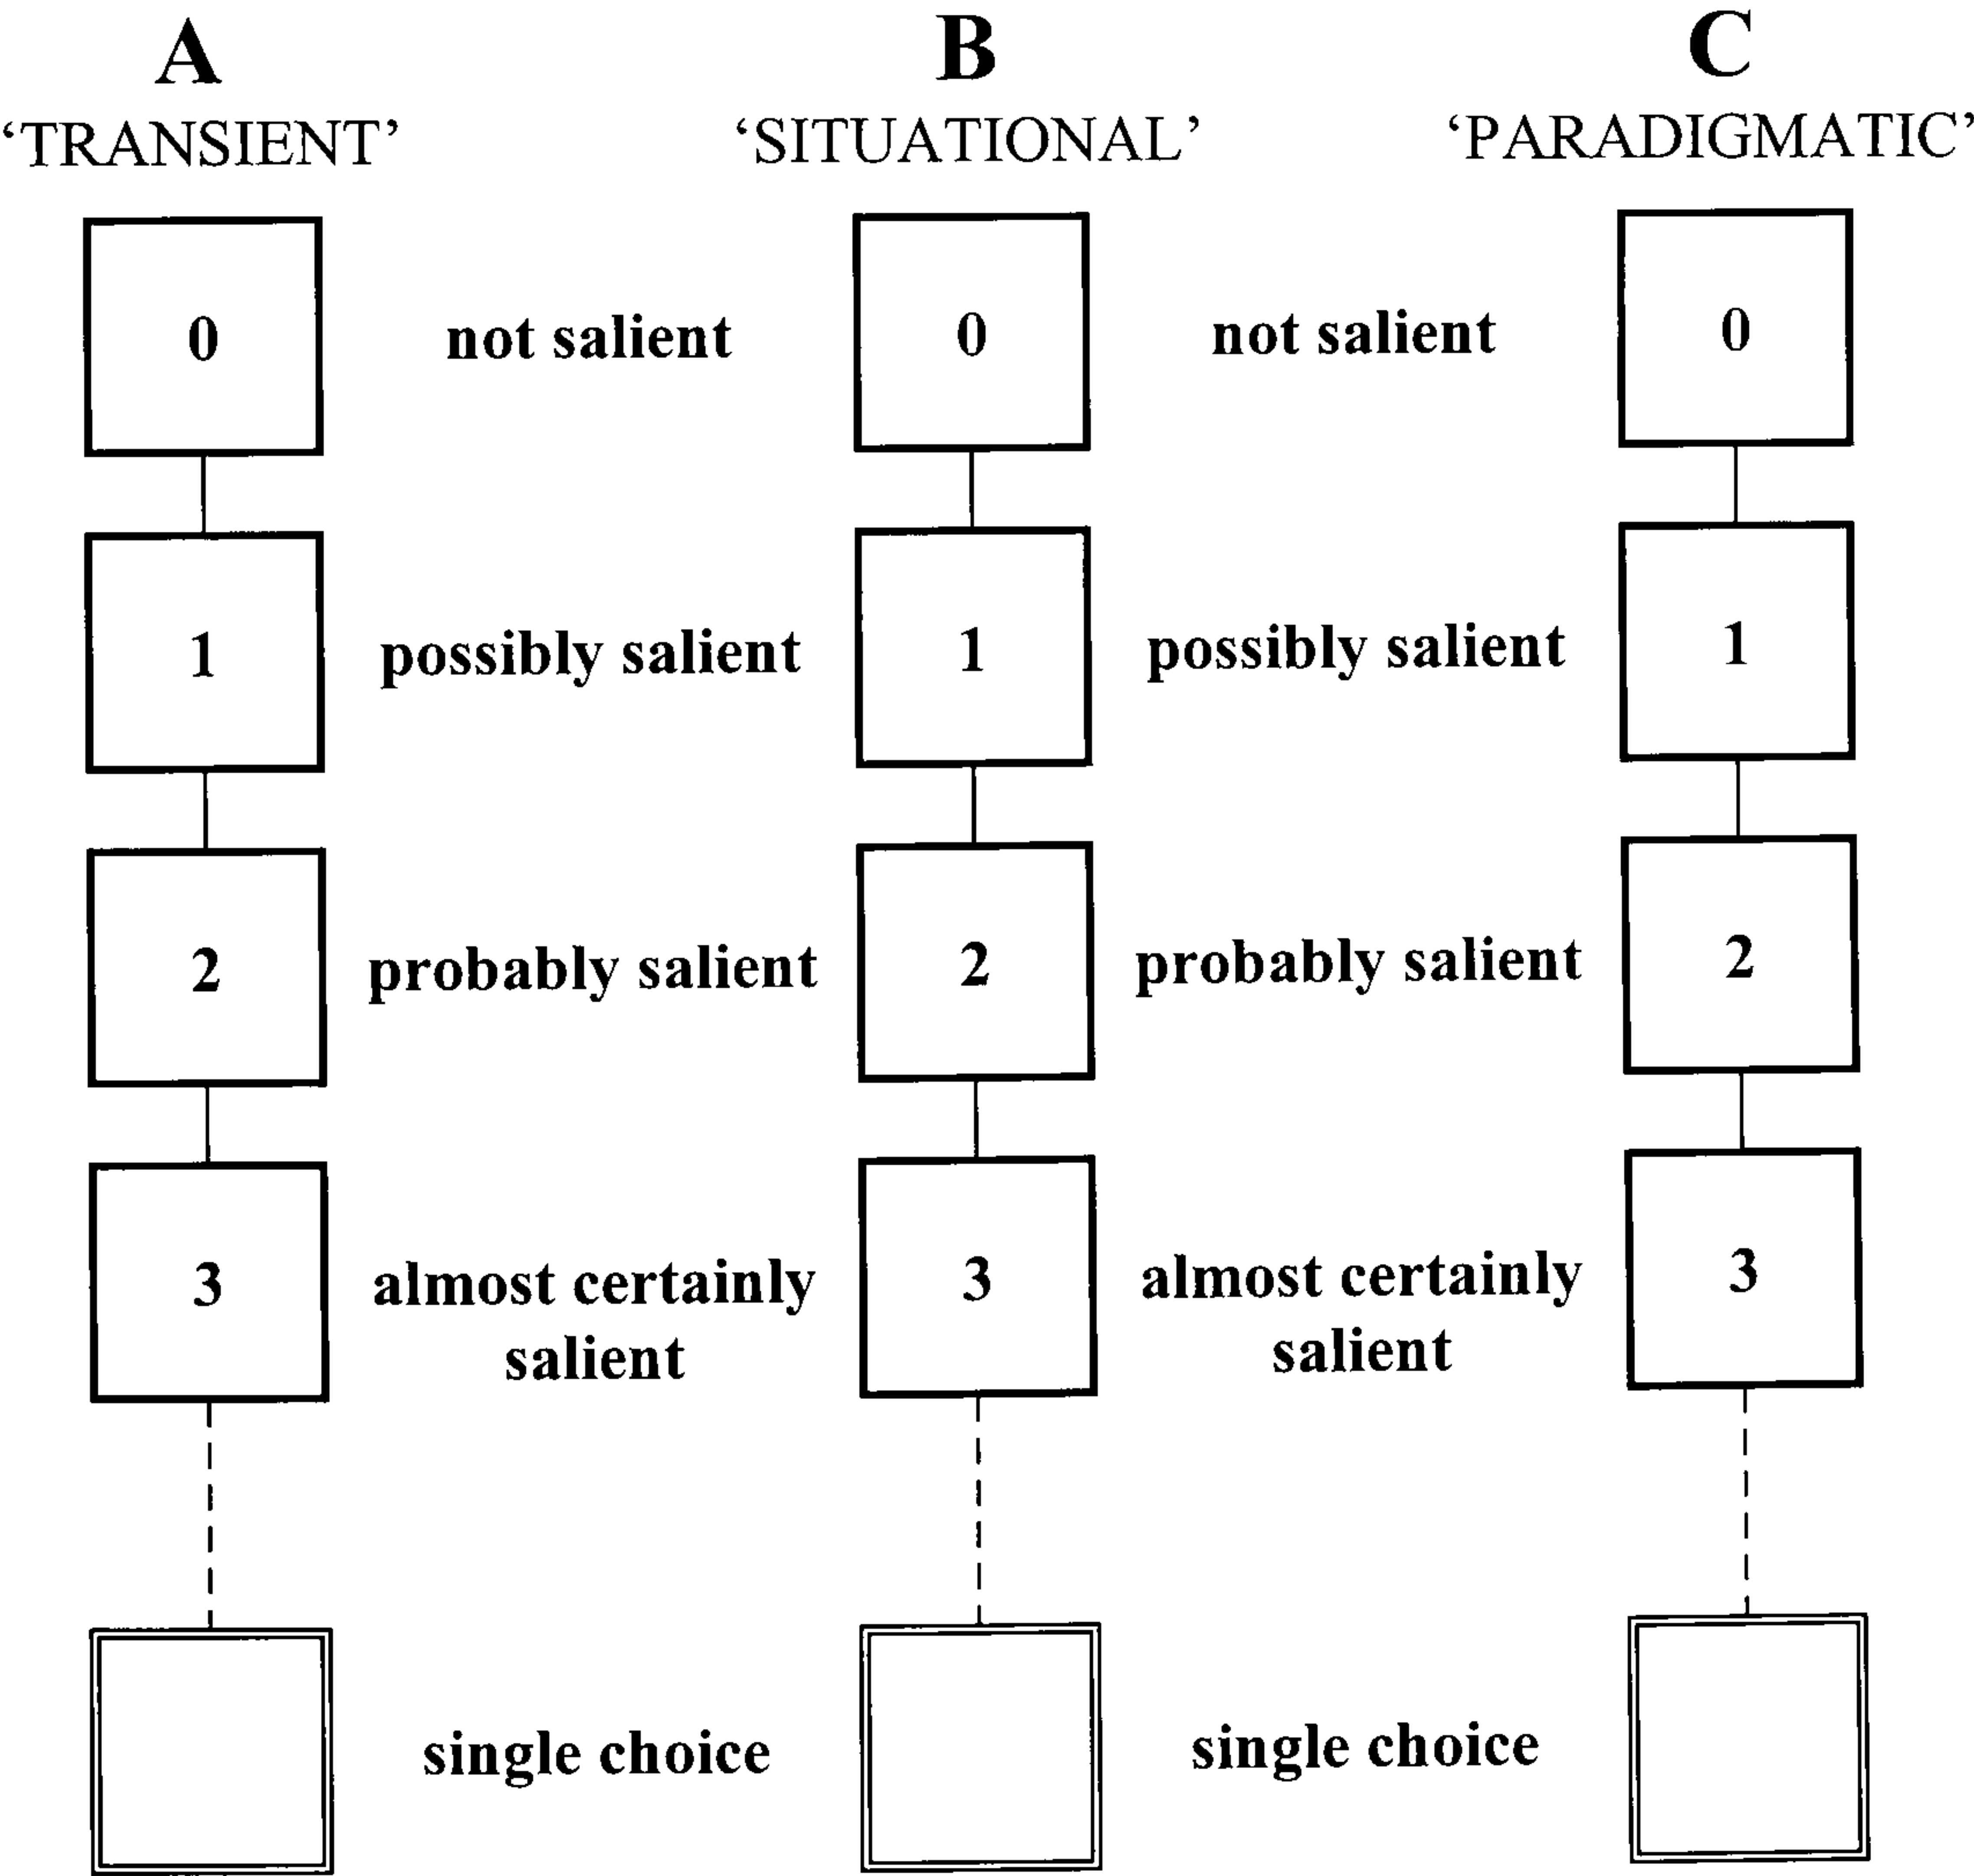 A B C
‘TRANSIENT’ ‘SITUATIONAL’ ‘PARADIGMATIC’
0 not salient 0 not salient 0
1 possibly salient 1 possibly salient 1
2 probably salient 2 probably salient 2
3 almost certainly 3 almost certainly 3
salient salient
single choice single choice